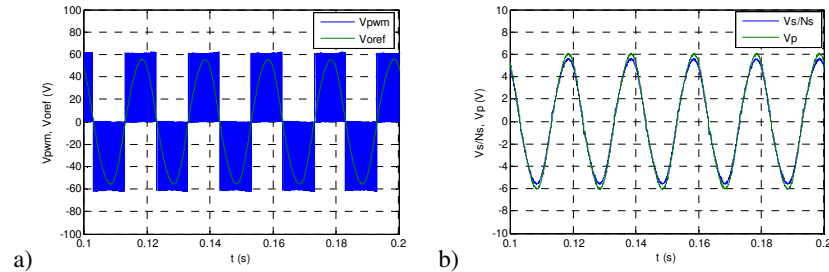 a)
Vpwm, Voref (V)
100
80
60
40
20
0
-20
-40
-60
-80
-100
Vpwm
Voref
0.1 0.12 0.14 0.16 0.18 0.2
t (s)
b)
Vs/Ns, Vp (V)
10
8
6
4
2
0
-2
-4
-6
-8
-10
Vs/Ns
Vp
0.1 0.12 0.14 0.16 0.18 0.2
t (s)